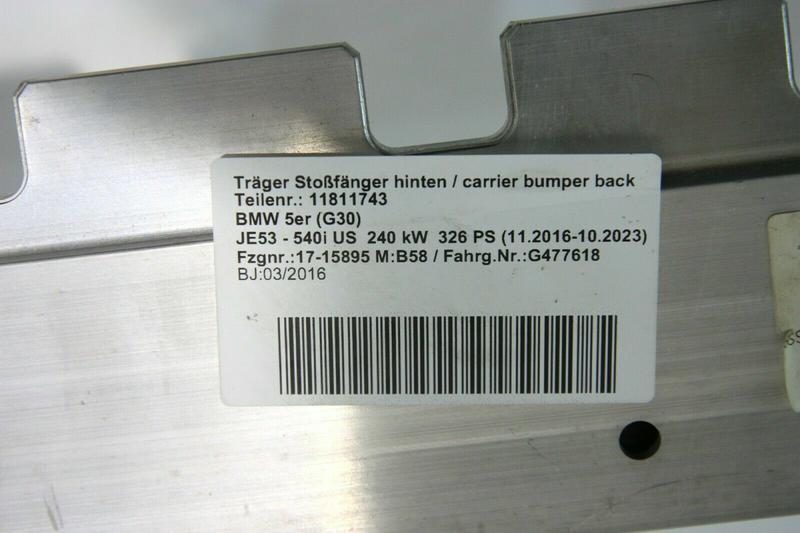 Träger Stoßfänger hinten / carrier bumper back
Teilenr.: 11811743
BMW 5er (G30)
JE53 - 540i US 240 kW 326 PS (11.2016-10.2023)
Fzgnr.:17-15895 M:B58 / Fahrg.Nr.:G477618
BJ:03/2016